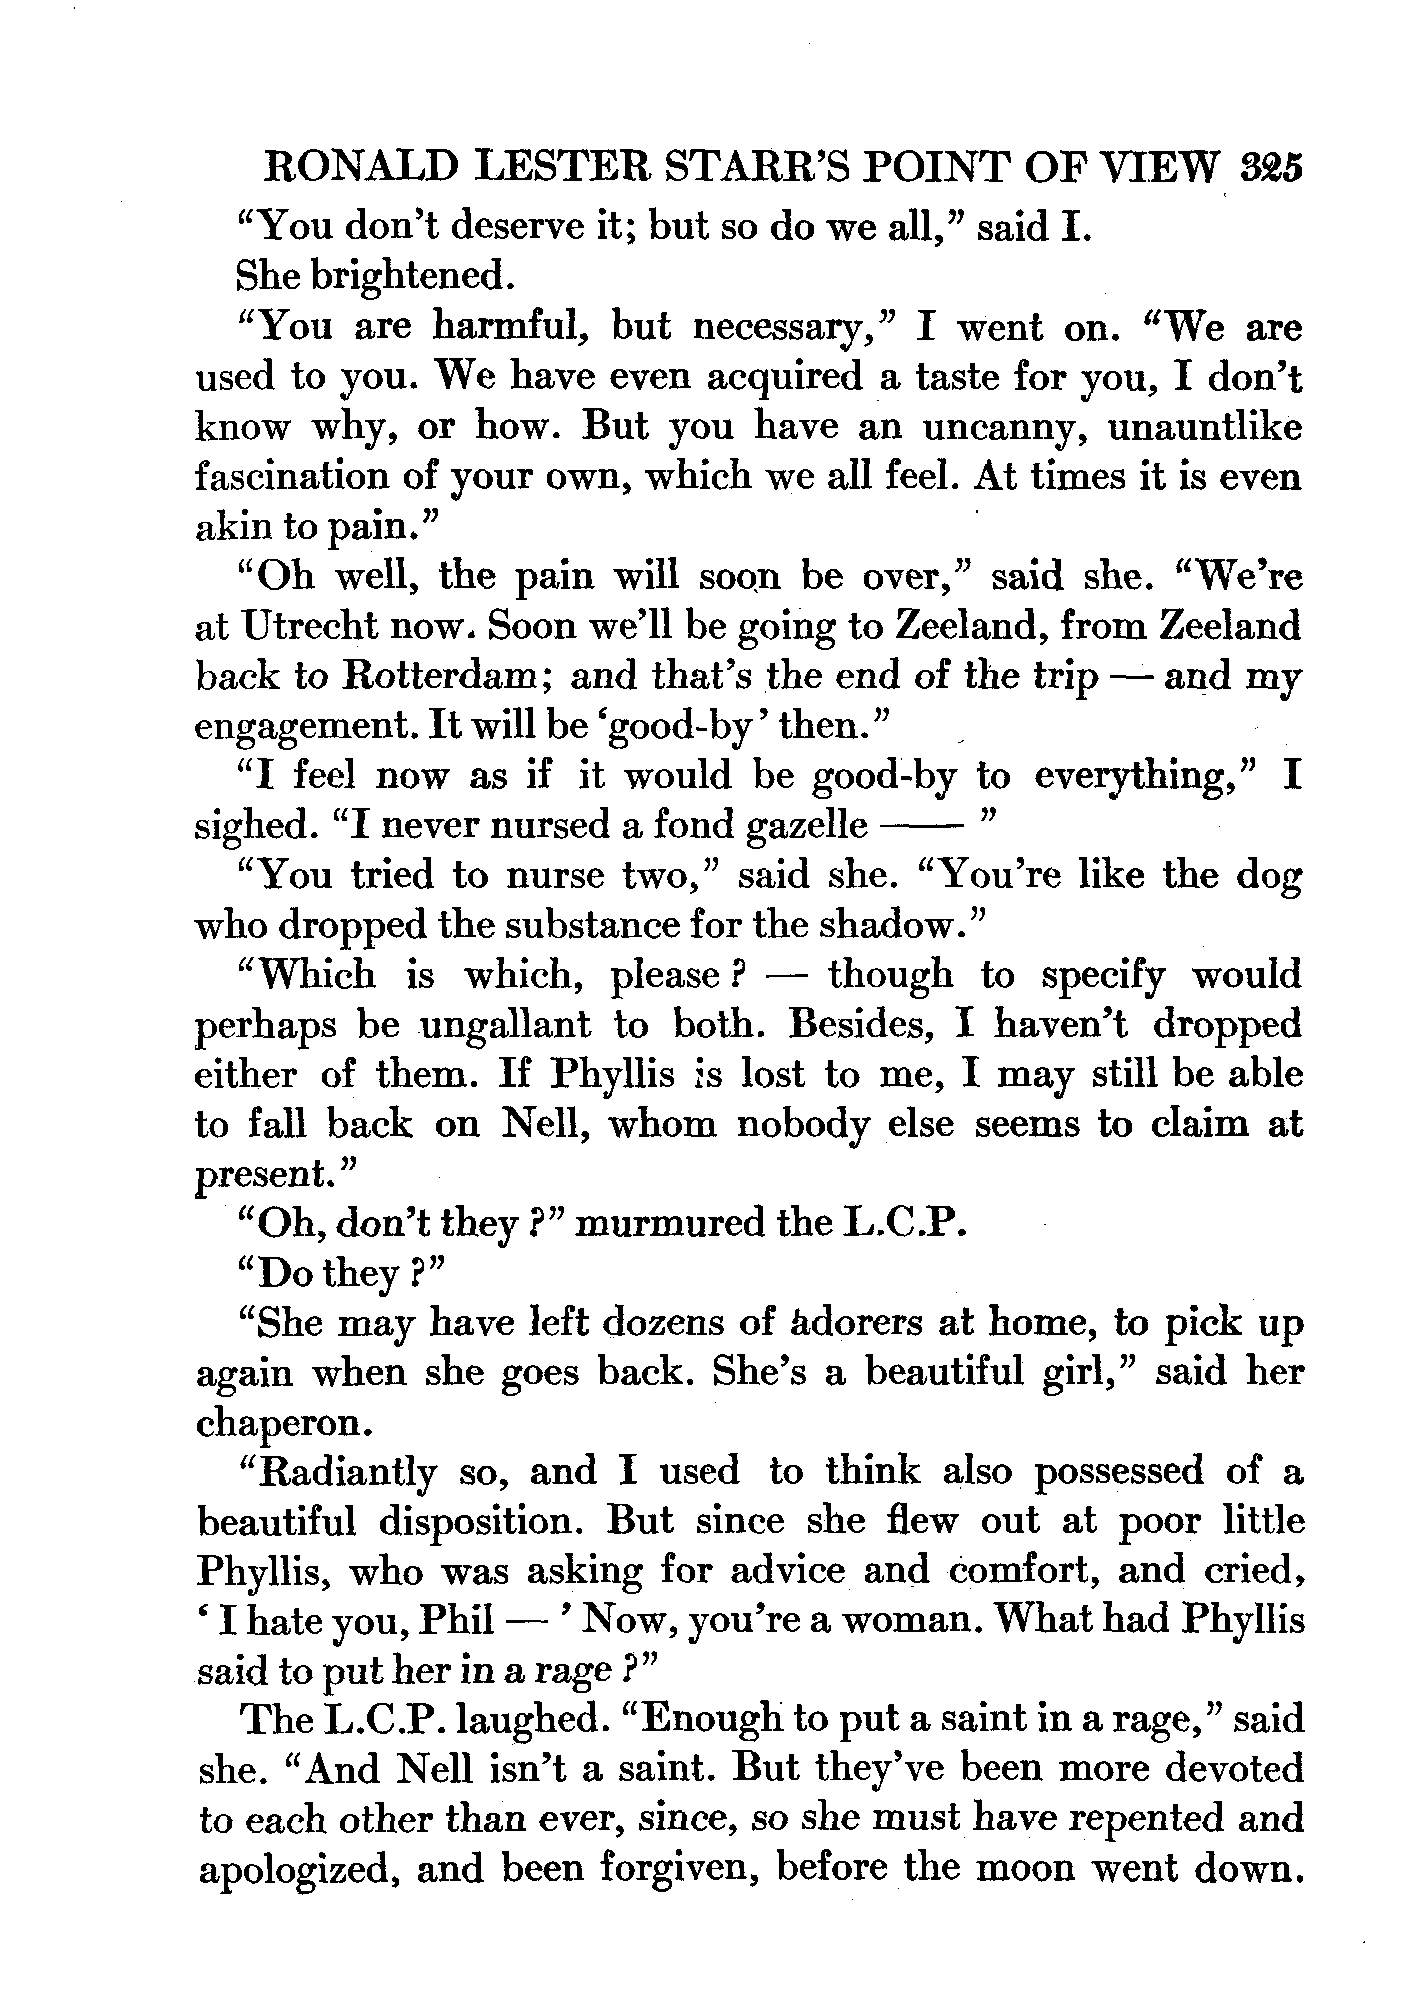 RONALD LESTER STARR'S POINT OF VIEW 325
“You don't deserve it; but so do we all,” said I.
She brightened.
“You are harmful, but necessary,” I went on. “We are
used to you. We have even acquired a taste for you, I don't
know why, or how. But you have an uncanny, unauntlike
fascination of your own, which we all feel. At times it is even
akin to pain.”
“Oh well, the pain will soon be over,” said she. “We're
at Utrecht now. Soon we'll be going to Zeeland, from Zeeland
back to Rotterdam; and that's the end of the trip — and my
engagement. It will be ‘good-by’ then.”
“I feel now as if it would be good-by to everything,” I
sighed. “I never nursed a fond gazelle —— ”
“You tried to nurse two,” said she. “You're like the dog
who dropped the substance for the shadow.”
“Which is which, please ? — though to specify would
perhaps be ungallant to both. Besides, I haven't dropped
either of them. If Phyllis is lost to me, I may still be able
to fall back on Nell, whom nobody else seems to claim at
present.”
“Oh, don't they ?” murmured the L.C.P.
“Do they ?”
“She may have left dozens of adorers at home, to pick up
again when she goes back. She's a beautiful girl,” said her
chaperon.
“Radiantly so, and I used to think also possessed of a
beautiful disposition. But since she flew out at poor little
Phyllis, who was asking for advice and comfort, and cried,
‘ I hate you, Phil — ’ Now, you're a woman. What had Phyllis
said to put her in a rage ?”
The L.C.P. laughed. “Enough to put a saint in a rage,” said
she. “And Nell isn't a saint. But they've been more devoted
to each other than ever, since, so she must have repented and
apologized, and been forgiven, before the moon went down.